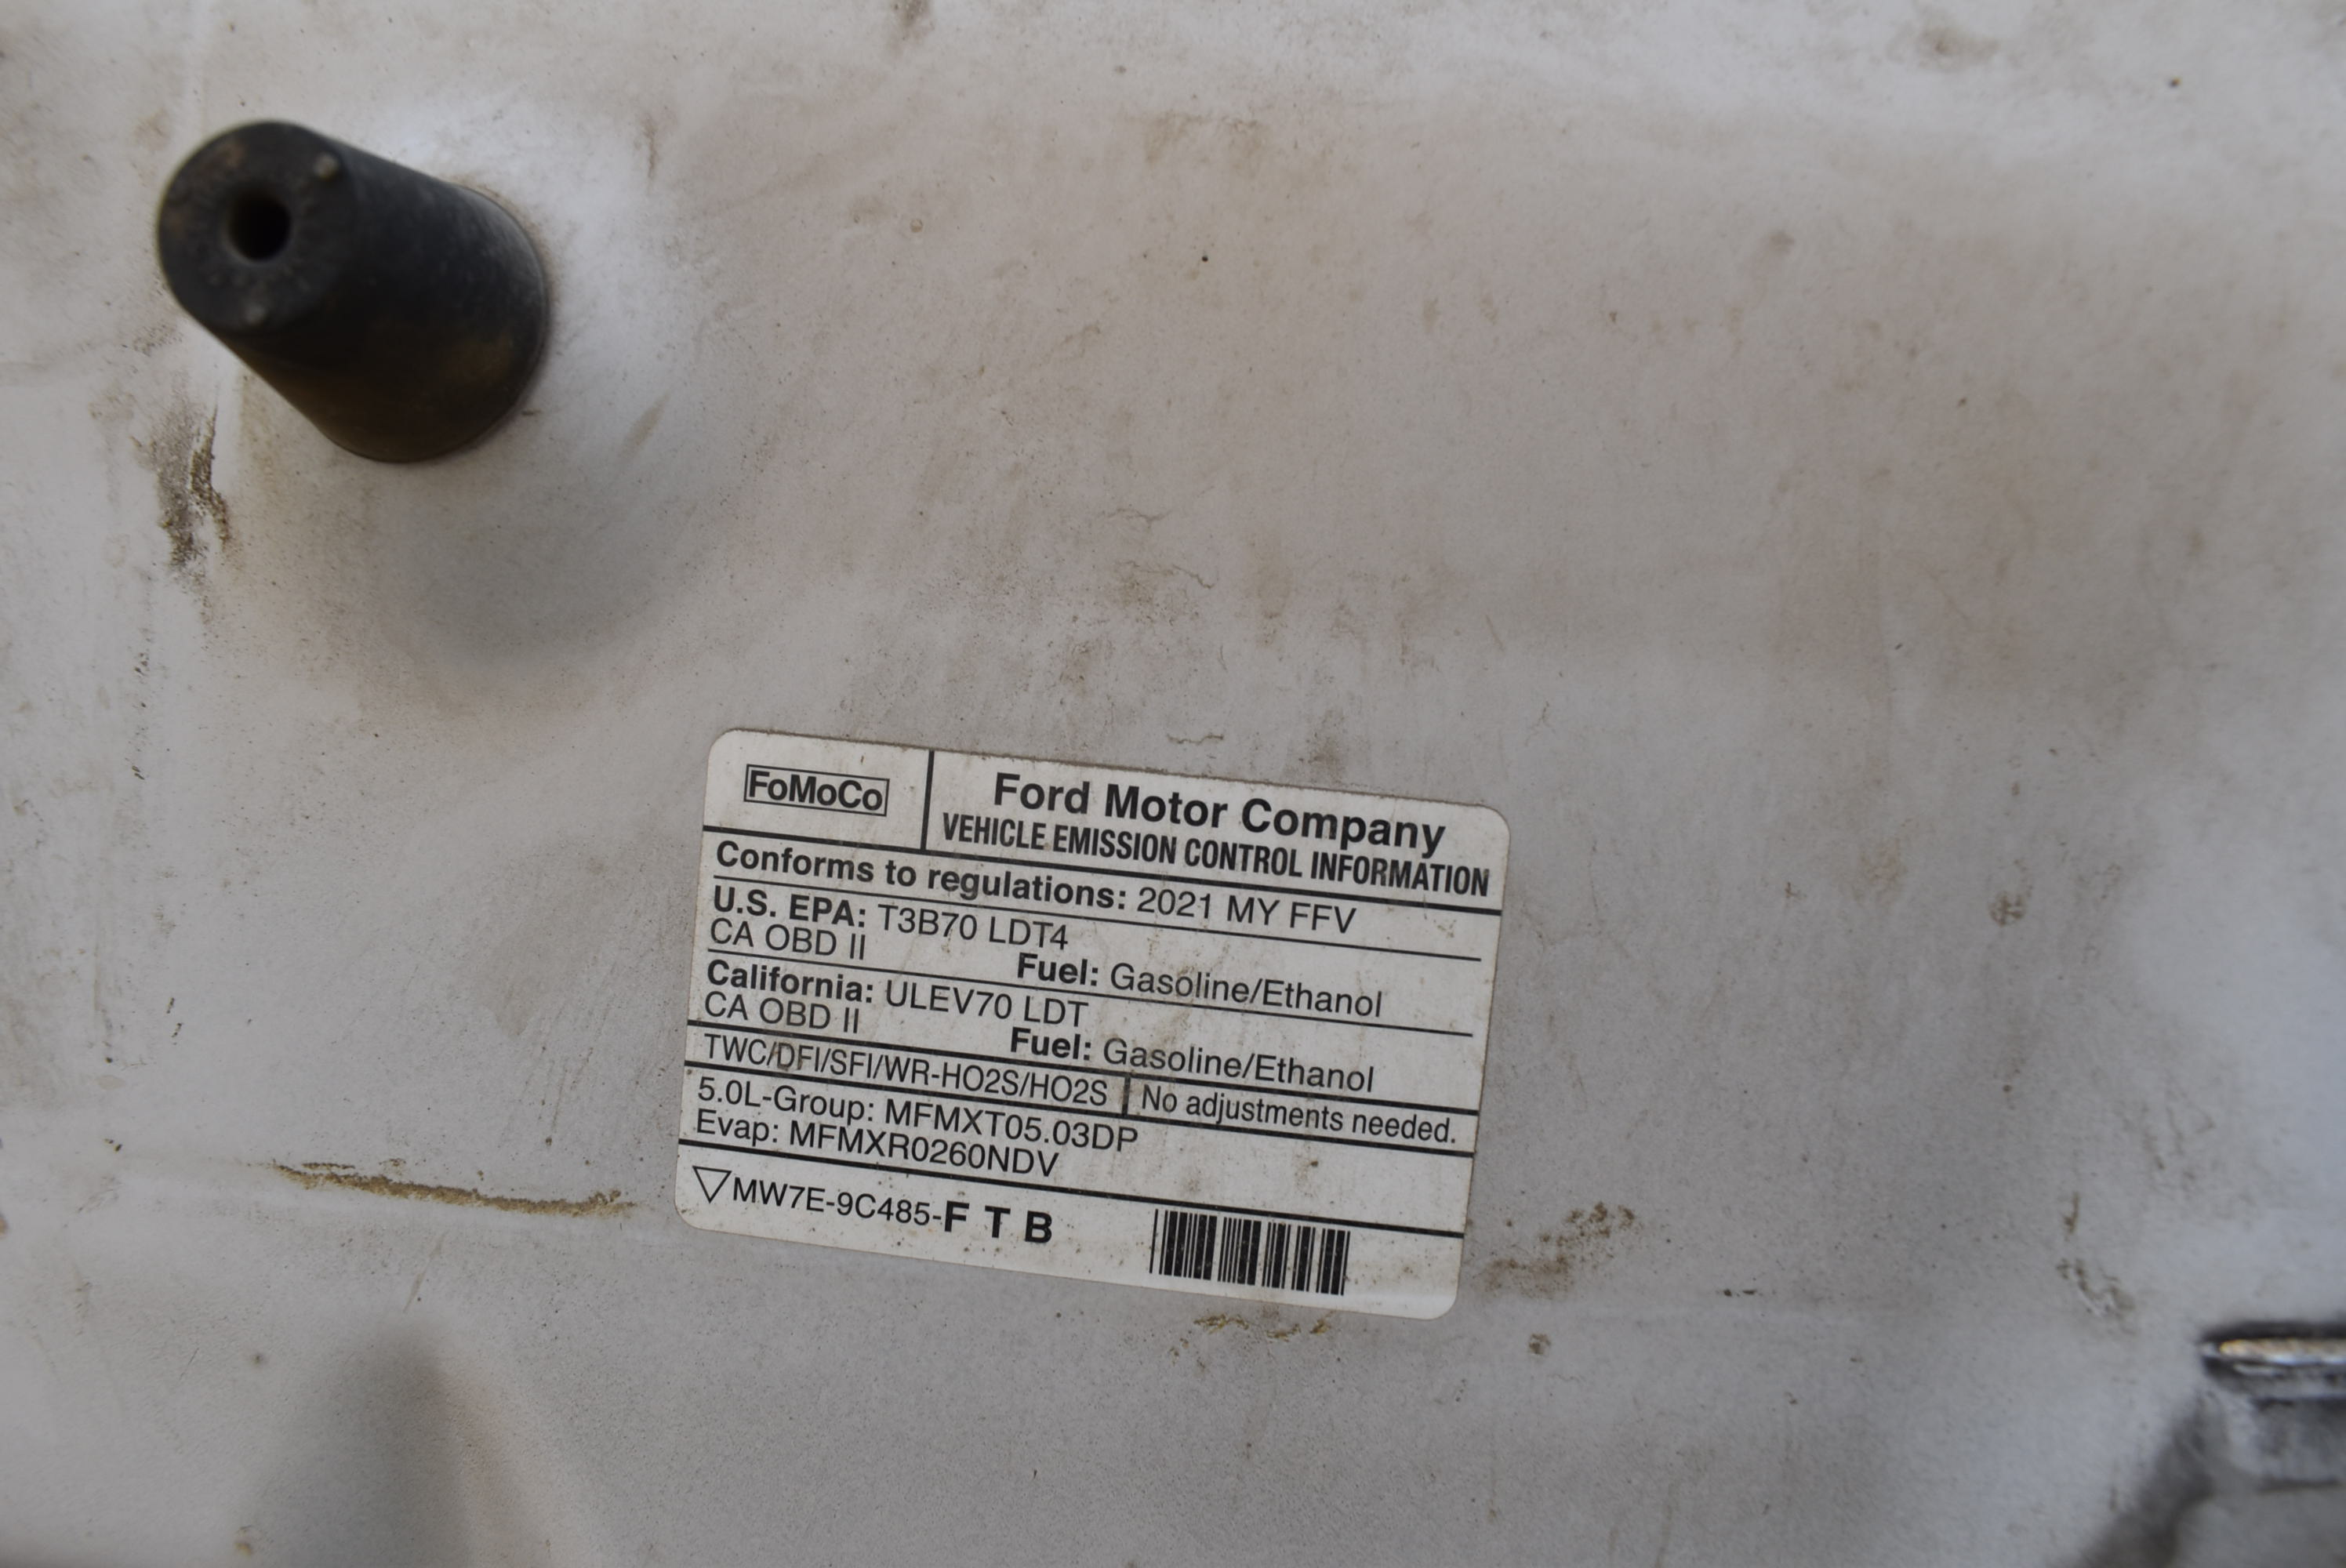 FoMoCo
Ford Motor Company
VEHICLE EMISSION CONTROL INFORMATION
Conforms to regulations: 2021 MY FFV
U.S. EPA: T3B70 LDT4
CA OBD II Fuel: Gasoline/Ethanol
California: ULEV70 LDT
CA OBD II Fuel: Gasoline/Ethanol
TWC/DFI/SFI/WR-HO2S/HO2S No adjustments needed.
5.0L-Group: MFMXT05.03DP
Evap: MFMXR0260NDV
MW7E-9C485-F T B